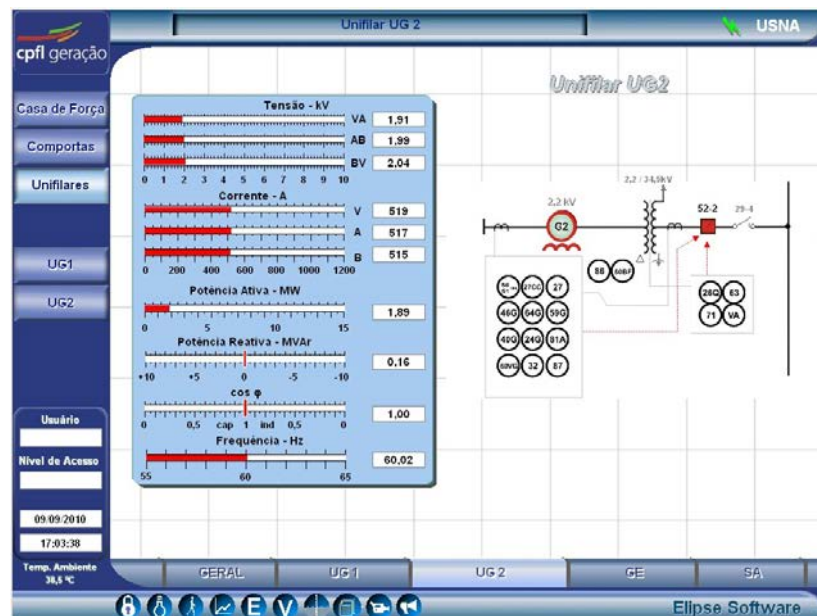 Unifilar UG 2
USNA
cpfl geração
Casa de Força
Comportas
Unifilares
UG1
UG2
Usuário
Nível de Acesso
09/09/2010
17:03:38
Temp. Ambiente
38,5 ºC
Unifilar UG2
Tensão - kV
VA 1,91
AB 1,99
BV 2,04
0 1 2 3 4 5 6 7 8 9 10
Corrente - A
V 519
A 517
B 515
0 200 400 600 800 1000 1200
Potência Ativa - MW
1,89
0 5 10 15
Potência Reativa - MVAr
0,16
+10 +5 0 -5 -10
cos φ
1,00
0 0,5 cap 1 ind 0,5 0
Frequência - Hz
60,02
55 60 65
2,2 / 34,9kV
2,2 kV
52-2
29-4
G2
86
27CC 27
46G 64G 59G
40G 24G 81A
60VG 32 87
26Q 63
71 VA
GERAL
UG 1
UG 2
GE
SA
E V
Elipse Software